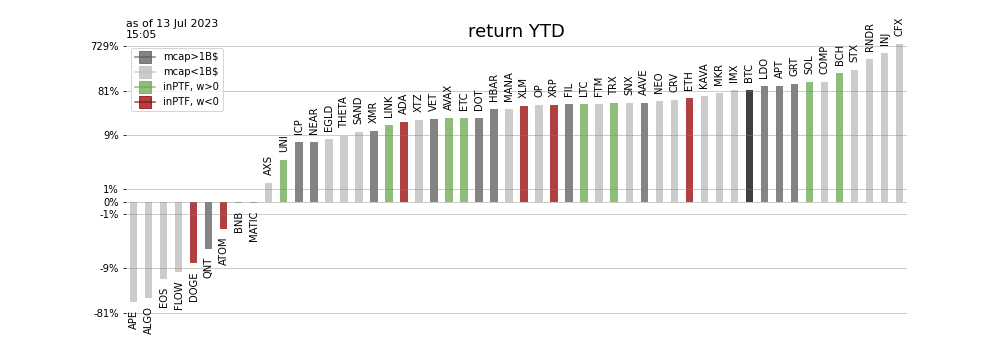 as of 13 Jul 2023
15:05
return YTD
729%
81%
9%
1%
0%
-1%
-9%
-81%
mcap>1B$
mcap<1B$
inPTF, w>0
inPTF, w<0
APE
ALGO
EOS
FLOW
DOGE
QNT
ATOM
BNB
MATIC
AXS
UNI
ICP
NEAR
EGLD
THETA
SAND
XMR
LINK
ADA
XTZ
VET
AVAX
ETC
DOT
HBAR
MANA
XLM
OP
XRP
FIL
LTC
FTM
TRX
SNX
AAVE
NEO
CRV
ETH
KAVA
MKR
IMX
BTC
LDO
APT
GRT
SOL
COMP
BCH
STX
RNDR
INJ
CFX